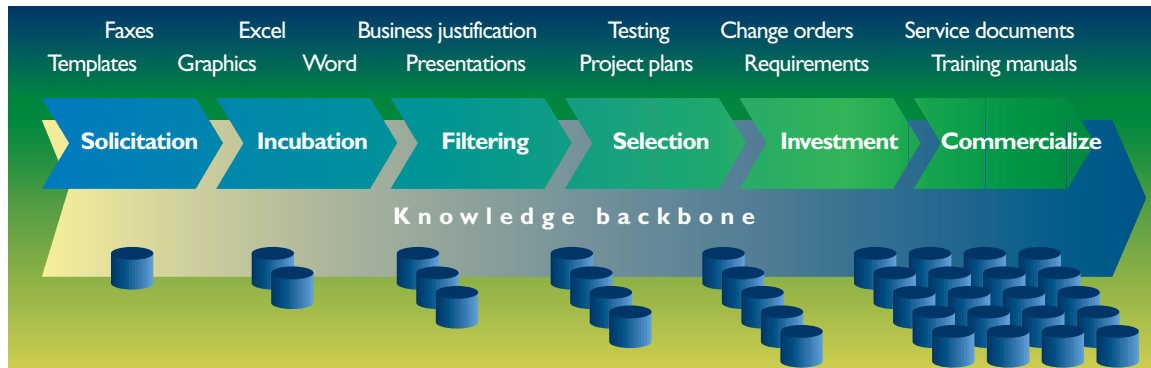 Faxes Excel Business justification Testing Change orders Service documents
Templates Graphics Word Presentations Project plans Requirements Training manuals
Solicitation Incubation Filtering Selection Investment Commercialize
Knowledge backbone